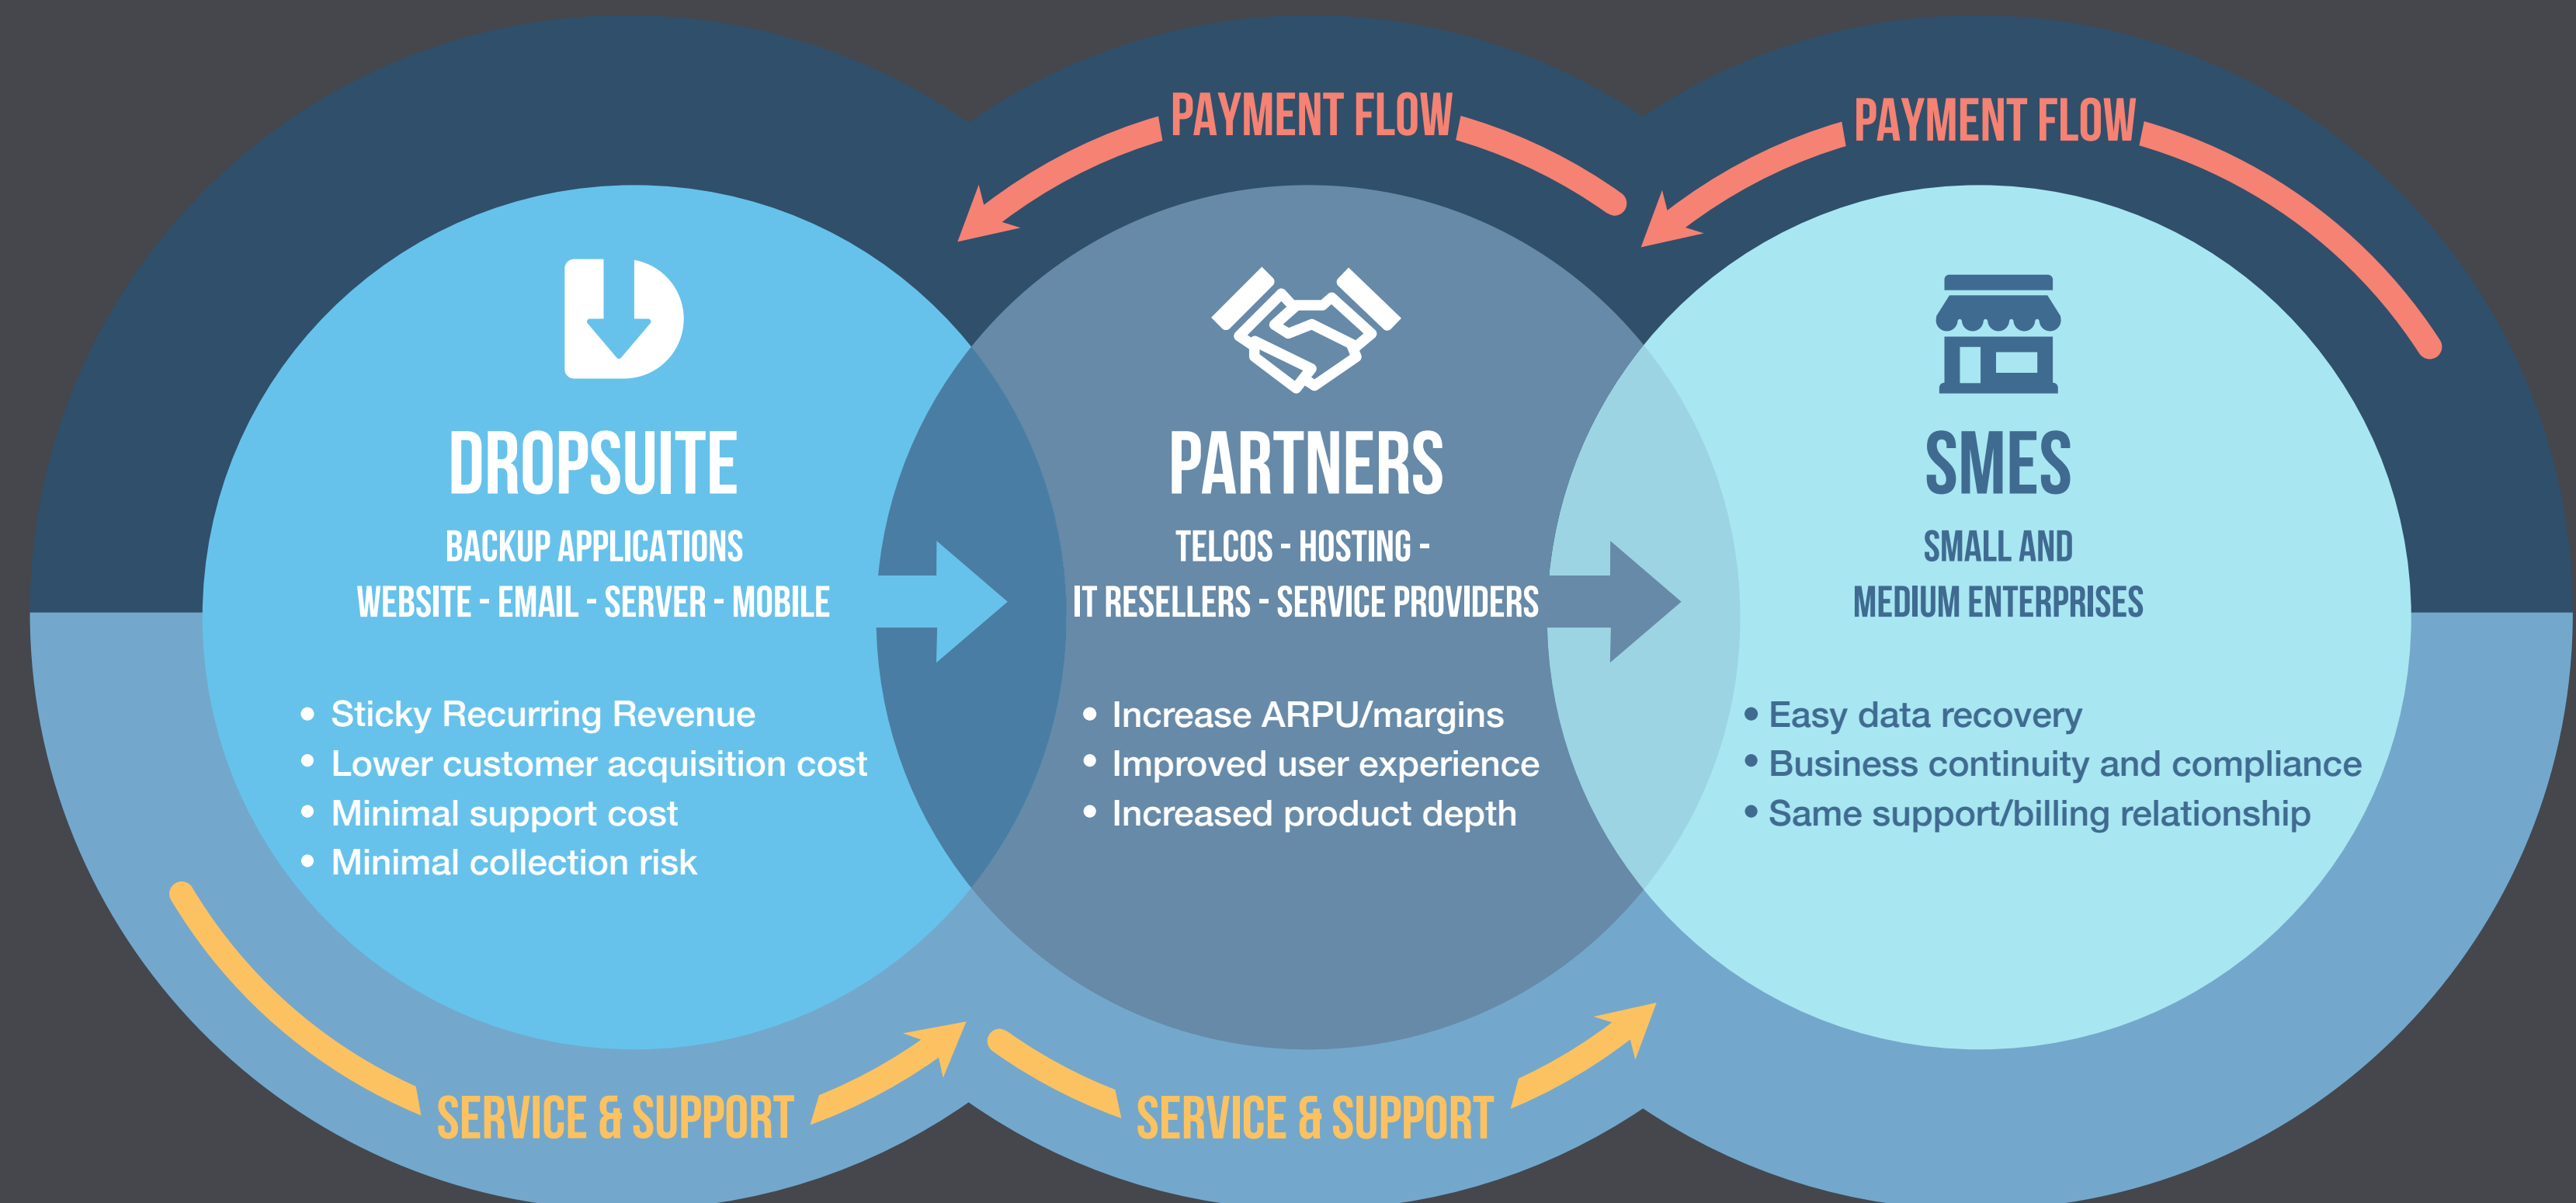 PAYMENT FLOW
PAYMENT FLOW
DROPSUITE
BACKUP APPLICATIONS
WEBSITE - EMAIL - SERVER - MOBILE
• Sticky Recurring Revenue
• Lower customer acquisition cost
• Minimal support cost
• Minimal collection risk
PARTNERS
TELCOS - HOSTING -
IT RESELLERS - SERVICE PROVIDERS
• Increase ARPU/margins
• Improved user experience
• Increased product depth
SMES
SMALL AND
MEDIUM ENTERPRISES
• Easy data recovery
• Business continuity and compliance
• Same support/billing relationship
SERVICE & SUPPORT
SERVICE & SUPPORT